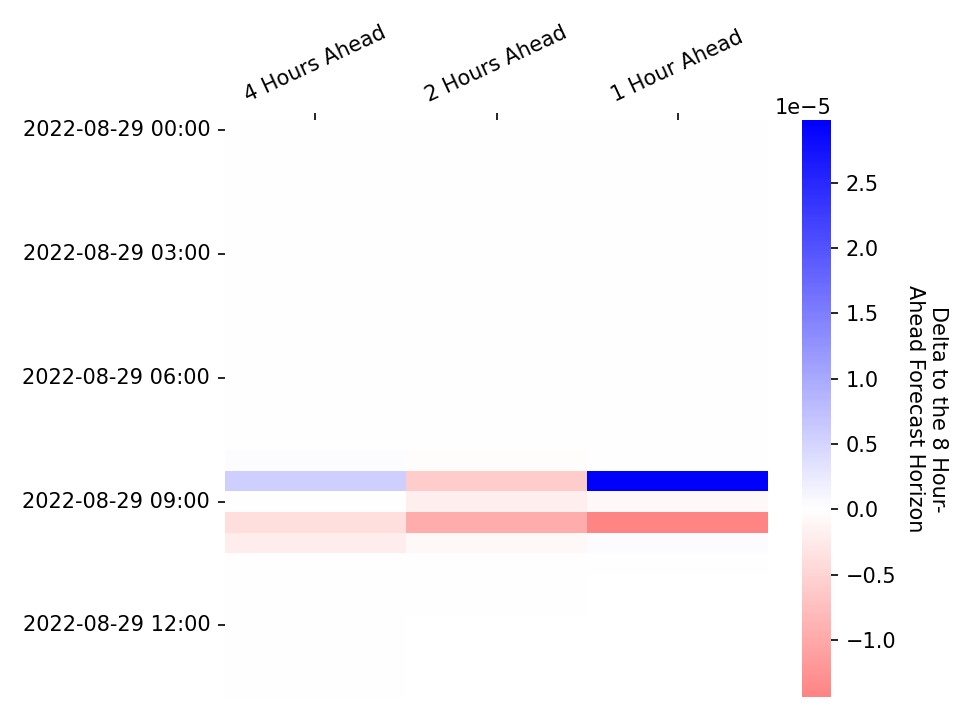 4 Hours Ahead
2 Hours Ahead
1 Hour Ahead
1e−5
2022-08-29 00:00
2022-08-29 03:00
2022-08-29 06:00
2022-08-29 09:00
2022-08-29 12:00
2.5
2.0
1.5
1.0
0.5
0.0
−0.5
−1.0
Delta to the 8 Hour-
Ahead Forecast Horizon